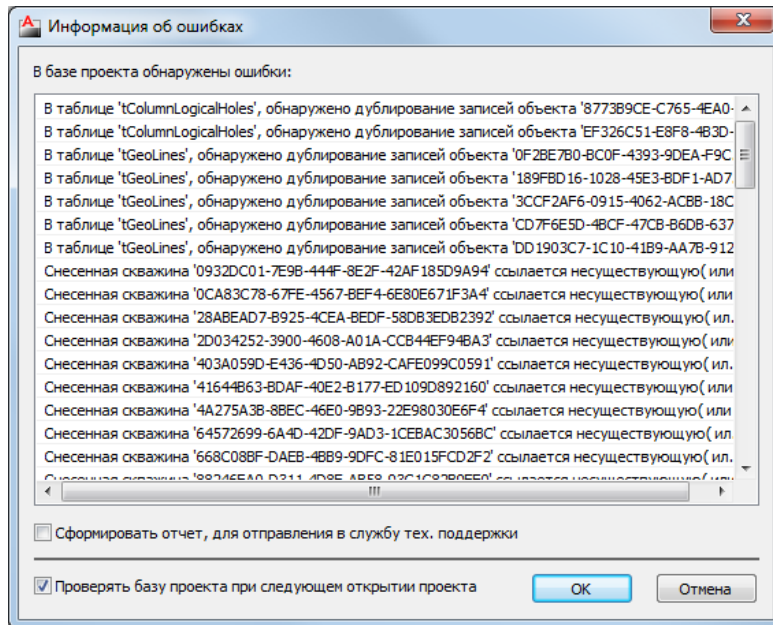 Информация об ошибках
В базе проекта обнаружены ошибки:
В таблице 'tColumnLogicalHoles', обнаружено дублирование записей объекта '8773B9CE-C765-4EA0-
В таблице 'tColumnLogicalHoles', обнаружено дублирование записей объекта 'EF326C51-E8F8-4B3D-
В таблице 'tGeoLines', обнаружено дублирование записей объекта '0F2BE7B0-BC0F-4393-9DEA-F9C
В таблице 'tGeoLines', обнаружено дублирование записей объекта '189FBD16-1028-45E3-BDF1-AD7
В таблице 'tGeoLines', обнаружено дублирование записей объекта '3CCF2AF6-0915-4062-ACBB-18C
В таблице 'tGeoLines', обнаружено дублирование записей объекта 'CD7F6E5D-4BCF-47CB-B6DB-637
В таблице 'tGeoLines', обнаружено дублирование записей объекта 'DD1903C7-1C10-41B9-AA7B-912
Снесенная скважина '0932DC01-7E9B-444F-8E2F-42AF185D9A94' ссылается несуществующую( или
Снесенная скважина '0CA83C78-67FE-4567-BEF4-6E80E671F3A4' ссылается несуществующую( или
Снесенная скважина '28ABEAD7-B925-4CEA-BEDF-58DB3EDB2392' ссылается несуществующую( ил.
Снесенная скважина '2D034252-3900-4608-A01A-CCB44EF94BA3' ссылается несуществующую( или
Снесенная скважина '403A059D-E436-4D50-AB92-CAFE099C0591' ссылается несуществующую( ил.
Снесенная скважина '41644B63-BDAF-40E2-B177-ED109D892160' ссылается несуществующую( или
Снесенная скважина '4A275A3B-8BEC-46E0-9B93-22E98030E6F4' ссылается несуществующую( или
Снесенная скважина '64572699-6A4D-42DF-9AD3-1CEBAC3056BC' ссылается несуществующую( ил
Снесенная скважина '668C08BF-DAEB-4BB9-9DFC-81E015FCD2F2' ссылается несуществующую( ил.
Снесенная скважина
Сформировать отчет, для отправления в службу тех. поддержки
Проверять базу проекта при следующем открытии проекта
OK
Отмена